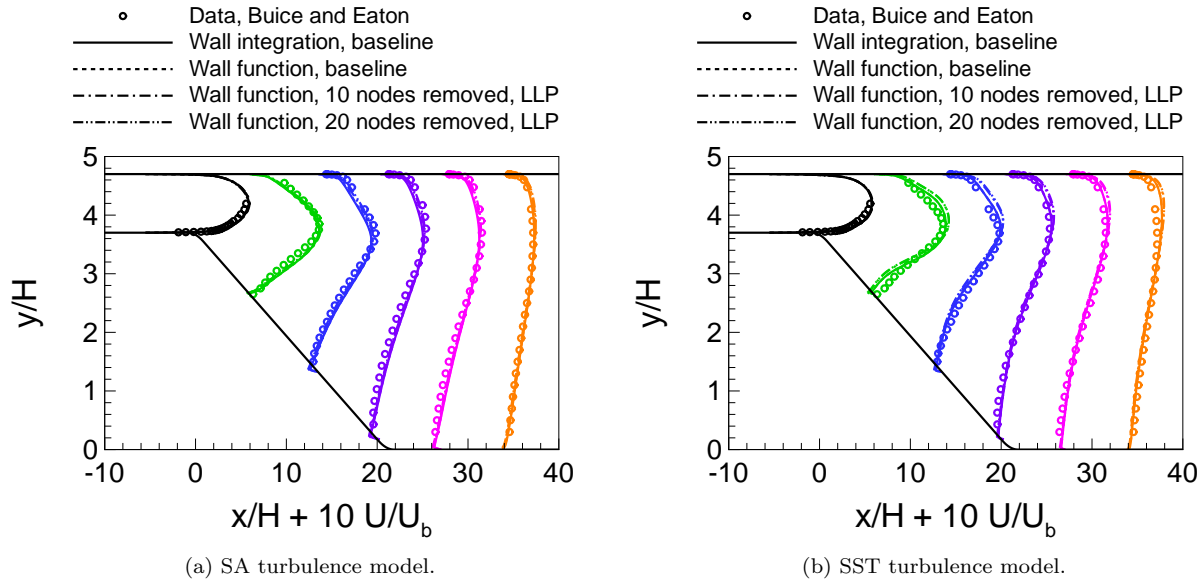 Data, Buice and Eaton
Wall integration, baseline
Wall function, baseline
Wall function, 10 nodes removed, LLP
Wall function, 20 nodes removed, LLP
5
4
3
2
1
0
y/H
-10 0 10 20 30 40
x/H + 10 U/U_b
(a) SA turbulence model.
Data, Buice and Eaton
Wall integration, baseline
Wall function, baseline
Wall function, 10 nodes removed, LLP
Wall function, 20 nodes removed, LLP
5
4
3
2
1
0
y/H
-10 0 10 20 30 40
x/H + 10 U/U_b
(b) SST turbulence model.